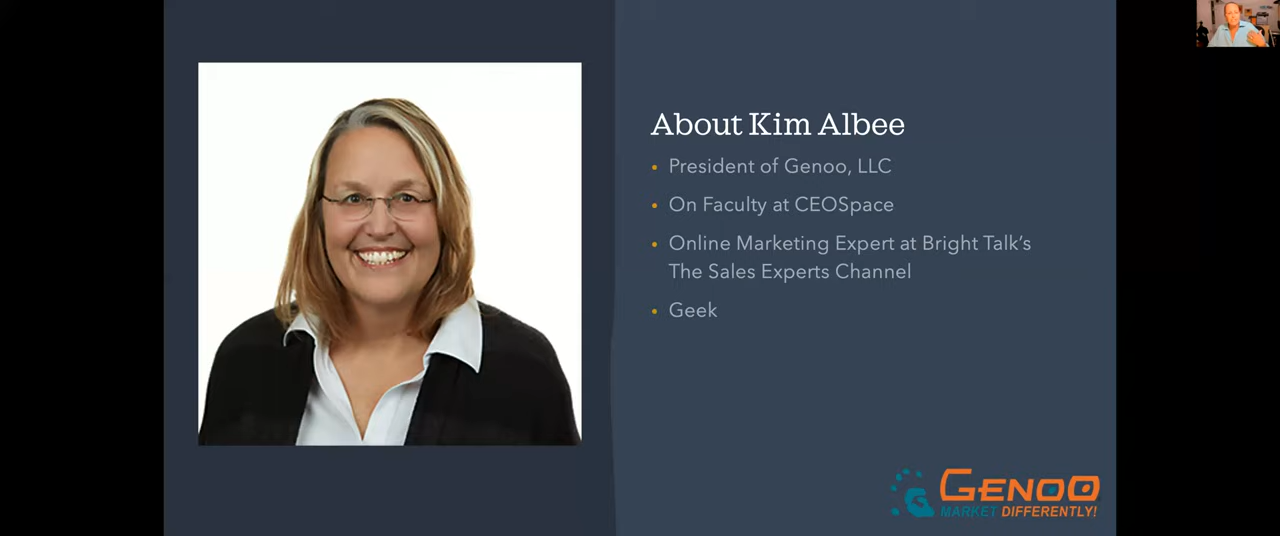 About Kim Albee
• President of Genoo, LLC
• On Faculty at CEOSpace
• Online Marketing Expert at Bright Talk’s
The Sales Experts Channel
• Geek
GENOO
MARKET DIFFERENTLY!